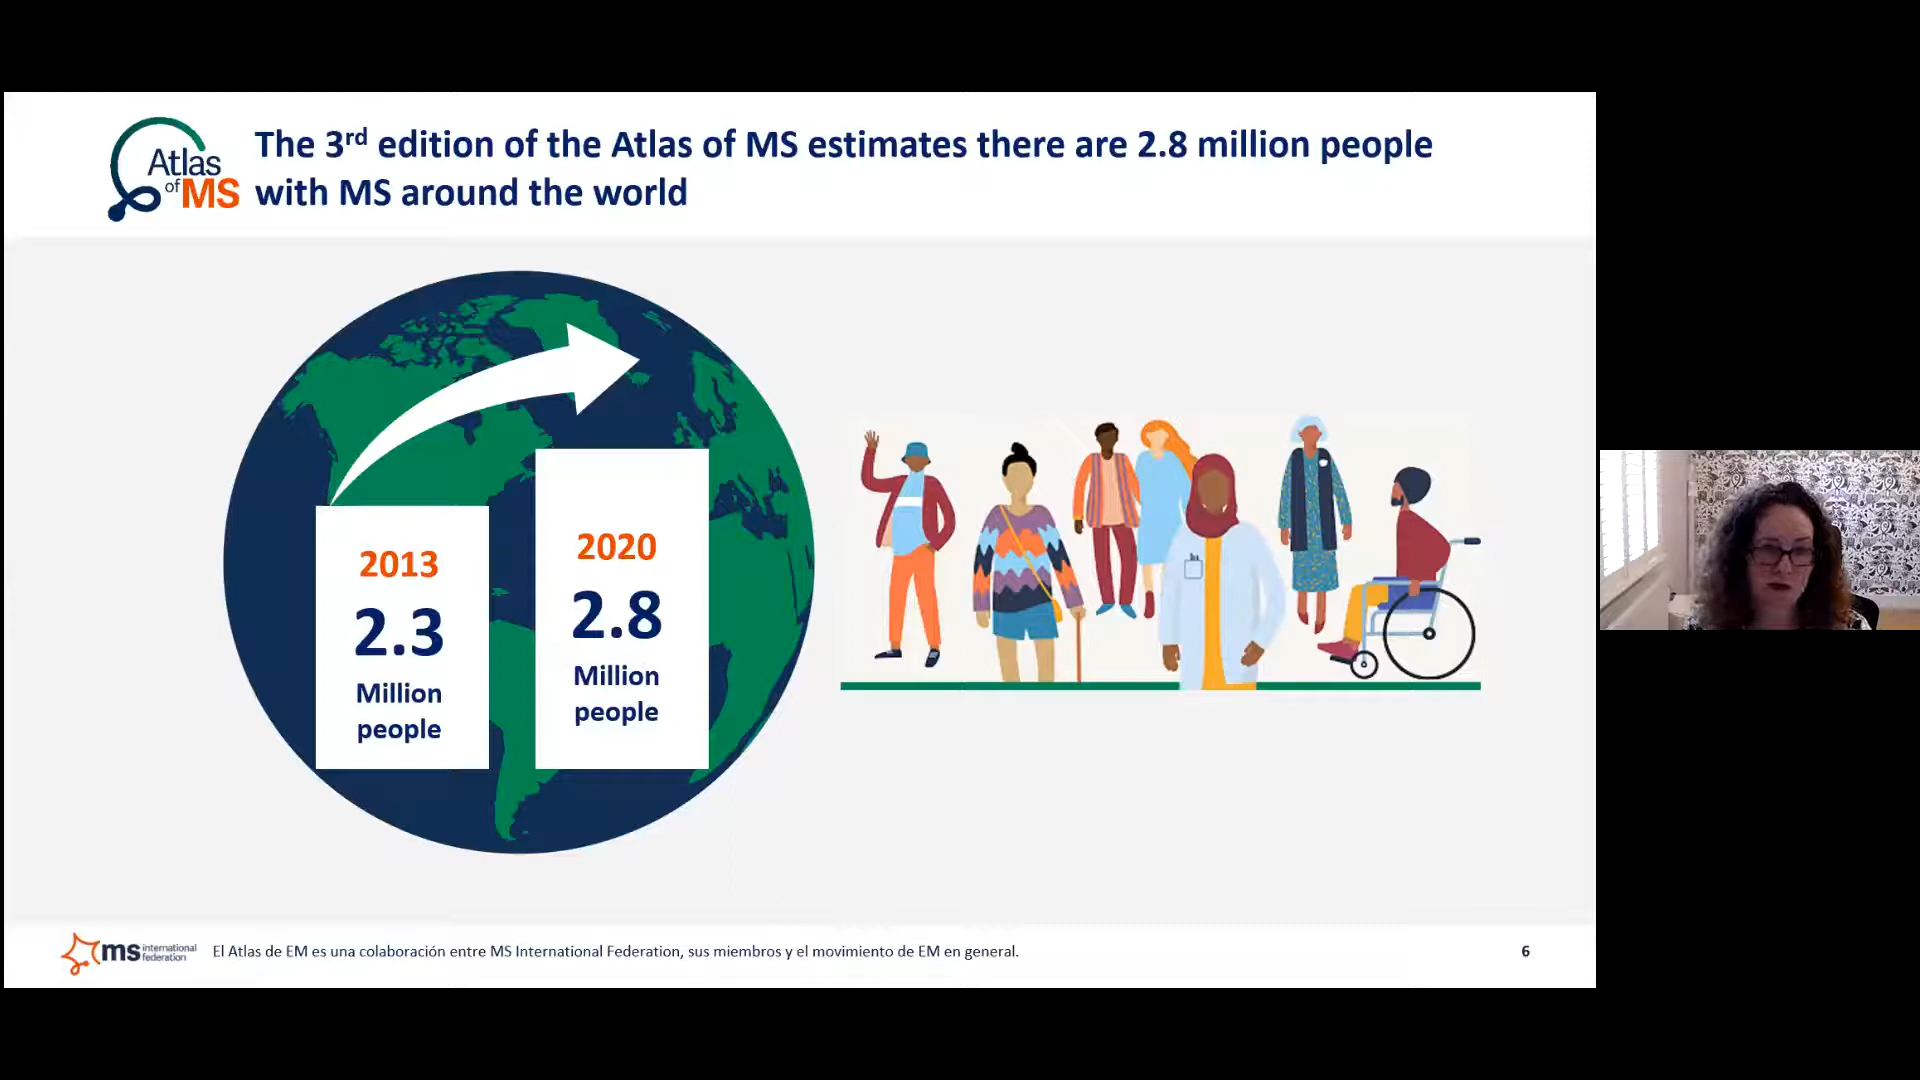 Atlas
of MS
The 3rd edition of the Atlas of MS estimates there are 2.8 million people
with MS around the world
2013
2.3
Million
people
2020
2.8
Million
people
ms international
federation
El Atlas de EM es una colaboración entre MS International Federation, sus miembros y el movimiento de EM en general.
6